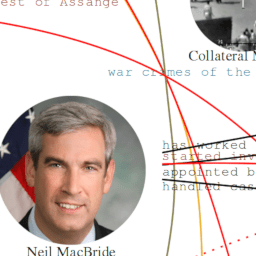 est of Assange
Collateral
war crimes of the
has worked
started inv
appointed b
handled cas
Neil MacBride